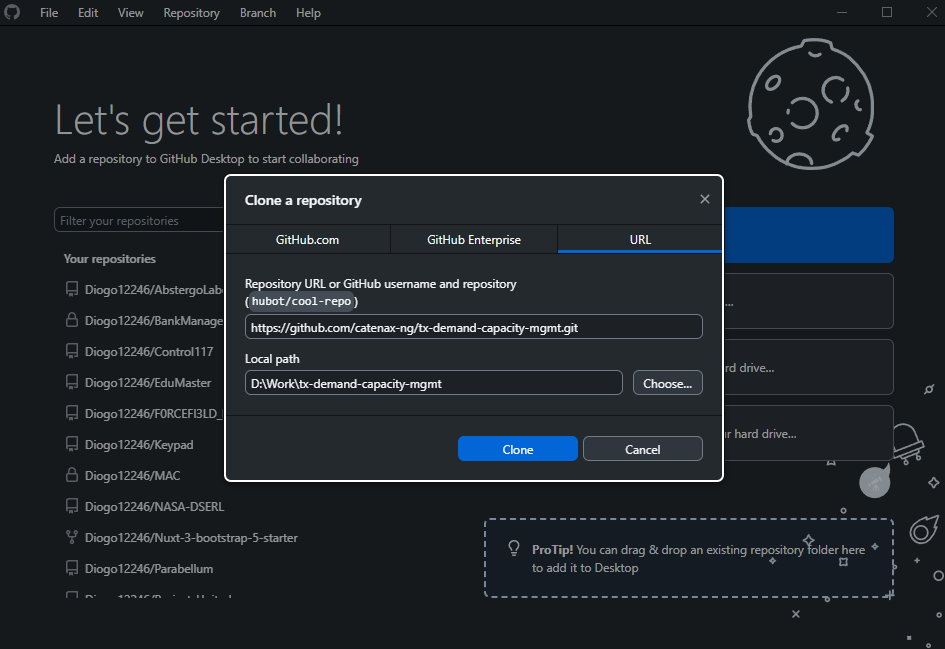 File Edit View Repository Branch Help
Let's get started!
Add a repository to GitHub Desktop to start collaborating
Filter your repositories
Your repositories
Diogo12246/AbstergoLab
Diogo12246/BankManage
Diogo12246/Control117
Diogo12246/EduMaster
Diogo12246/F0RCEFI3LD_
Diogo12246/Keypad
Diogo12246/MAC
Diogo12246/NASA-DSERL
Diogo12246/Nuxt-3-bootstrap-5-starter
Diogo12246/Parabellum
Clone a repository
GitHub.com
GitHub Enterprise
URL
Repository URL or GitHub username and repository
(hubot/cool-repo)
https://github.com/catenax-ng/tx-demand-capacity-mgmt.git
Local path
D:\Work\tx-demand-capacity-mgmt
Choose...
Clone
Cancel
...
rd drive...
r hard drive...
ProTip! You can drag & drop an existing repository folder here
to add it to Desktop